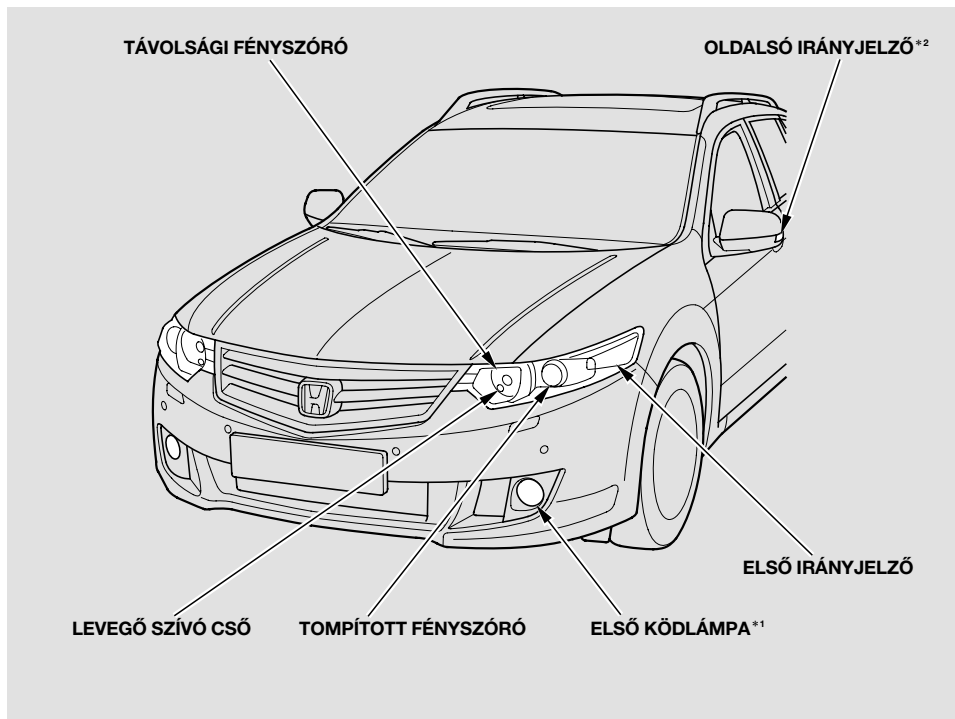 TÁVOLSÁGI FÉNYSZÓRÓ
OLDALSÓ IRÁNYJELZŐ*2
ELSŐ IRÁNYJELZŐ
LEVEGŐ SZÍVÓ CSŐ
TOMPÍTOTT FÉNYSZÓRÓ
ELSŐ KÖDLÁMPA*1